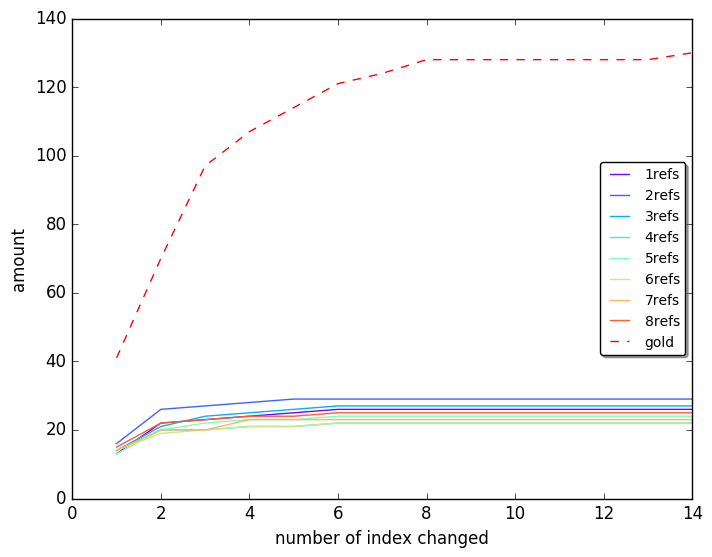 140
120
100
80
60
40
20
0
amount
1refs
2refs
3refs
4refs
5refs
6refs
7refs
8refs
gold
0 2 4 6 8 10 12 14
number of index changed